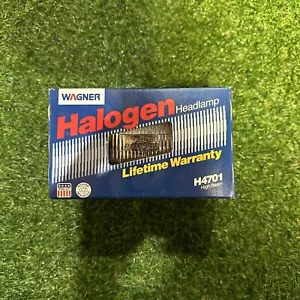 WAGNER
Halogen
Headlamp
Lifetime Warranty
H4701
High Beam